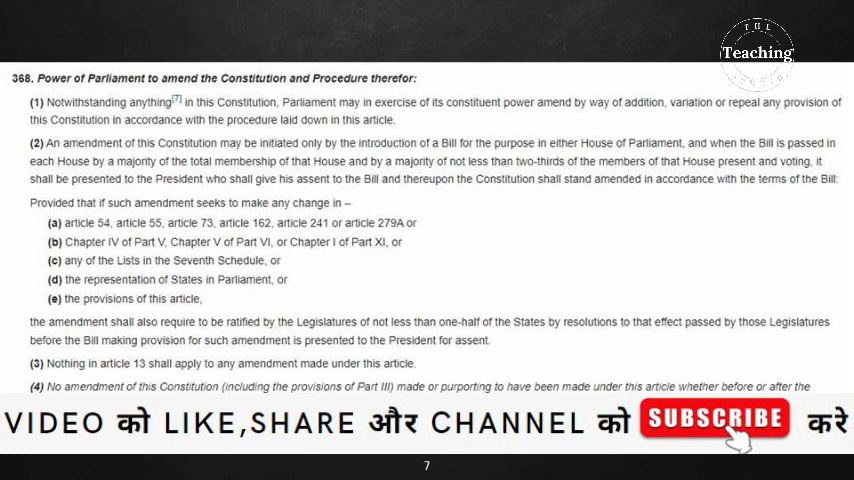 THE
Teaching
368. Power of Parliament to amend the Constitution and Procedure therefor:
(1) Notwithstanding anything[7] in this Constitution, Parliament may in exercise of its constituent power amend by way of addition, variation or repeal any provision of
this Constitution in accordance with the procedure laid down in this article.
(2) An amendment of this Constitution may be initiated only by the introduction of a Bill for the purpose in either House of Parliament, and when the Bill is passed in
each House by a majority of the total membership of that House and by a majority of not less than two-thirds of the members of that House present and voting, it
shall be presented to the President who shall give his assent to the Bill and thereupon the Constitution shall stand amended in accordance with the terms of the Bill:
Provided that if such amendment seeks to make any change in –
(a) article 54, article 55, article 73, article 162, article 241 or article 279A or
(b) Chapter IV of Part V, Chapter V of Part VI, or Chapter I of Part XI, or
(c) any of the Lists in the Seventh Schedule, or
(d) the representation of States in Parliament, or
(e) the provisions of this article,
the amendment shall also require to be ratified by the Legislatures of not less than one-half of the States by resolutions to that effect passed by those Legislatures
before the Bill making provision for such amendment is presented to the President for assent.
(3) Nothing in article 13 shall apply to any amendment made under this article.
(4) No amendment of this Constitution (including the provisions of Part III) made or purporting to have been made under this article whether before or after the
VIDEO को LIKE,SHARE और CHANNEL को SUBSCRIBE करे
7